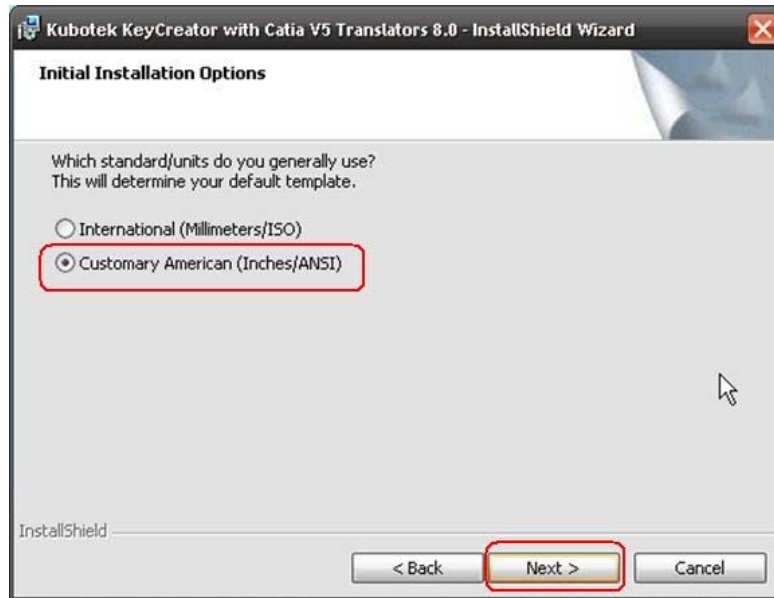 Kubotek KeyCreator with Catia V5 Translators 8.0 - InstallShield Wizard
Initial Installation Options
Which standard/units do you generally use?
This will determine your default template.
International (Millimeters/ISO)
Customary American (Inches/ANSI)
InstallShield
< Back Next > Cancel